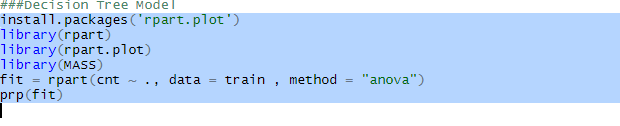 ###Decision Tree Model
install.packages('rpart.plot')
library(rpart)
library(rpart.plot)
library(MASS)
fit = rpart(cnt ~ ., data = train , method = "anova")
prp(fit)